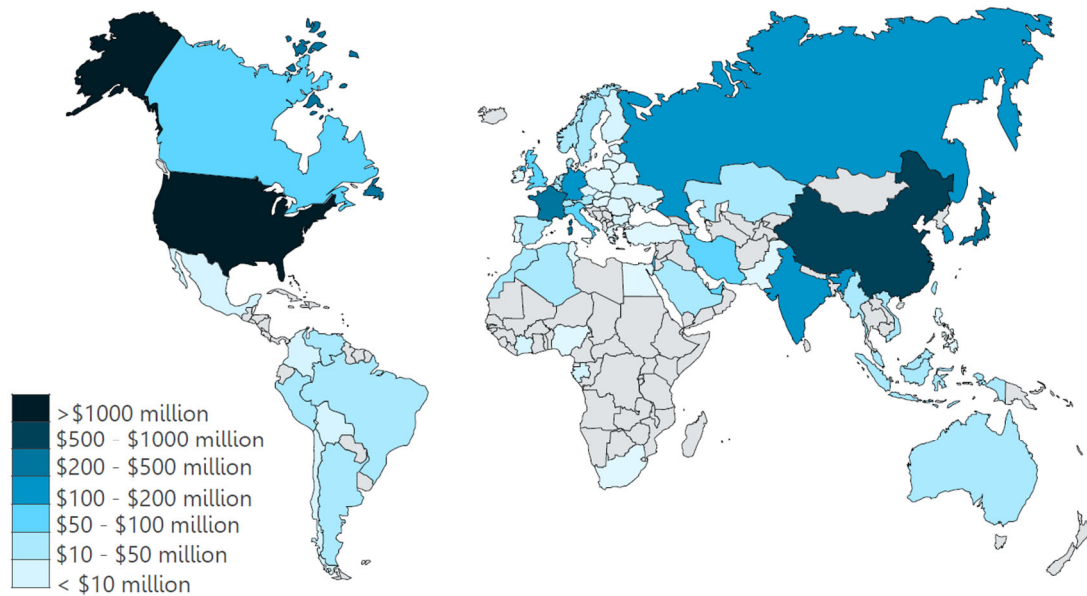 >$1000 million
$500 - $1000 million
$200 - $500 million
$100 - $200 million
$50 - $100 million
$10 - $50 million
< $10 million